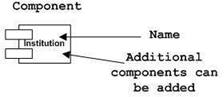 Component
Name
Institution
Additional
components can
be added